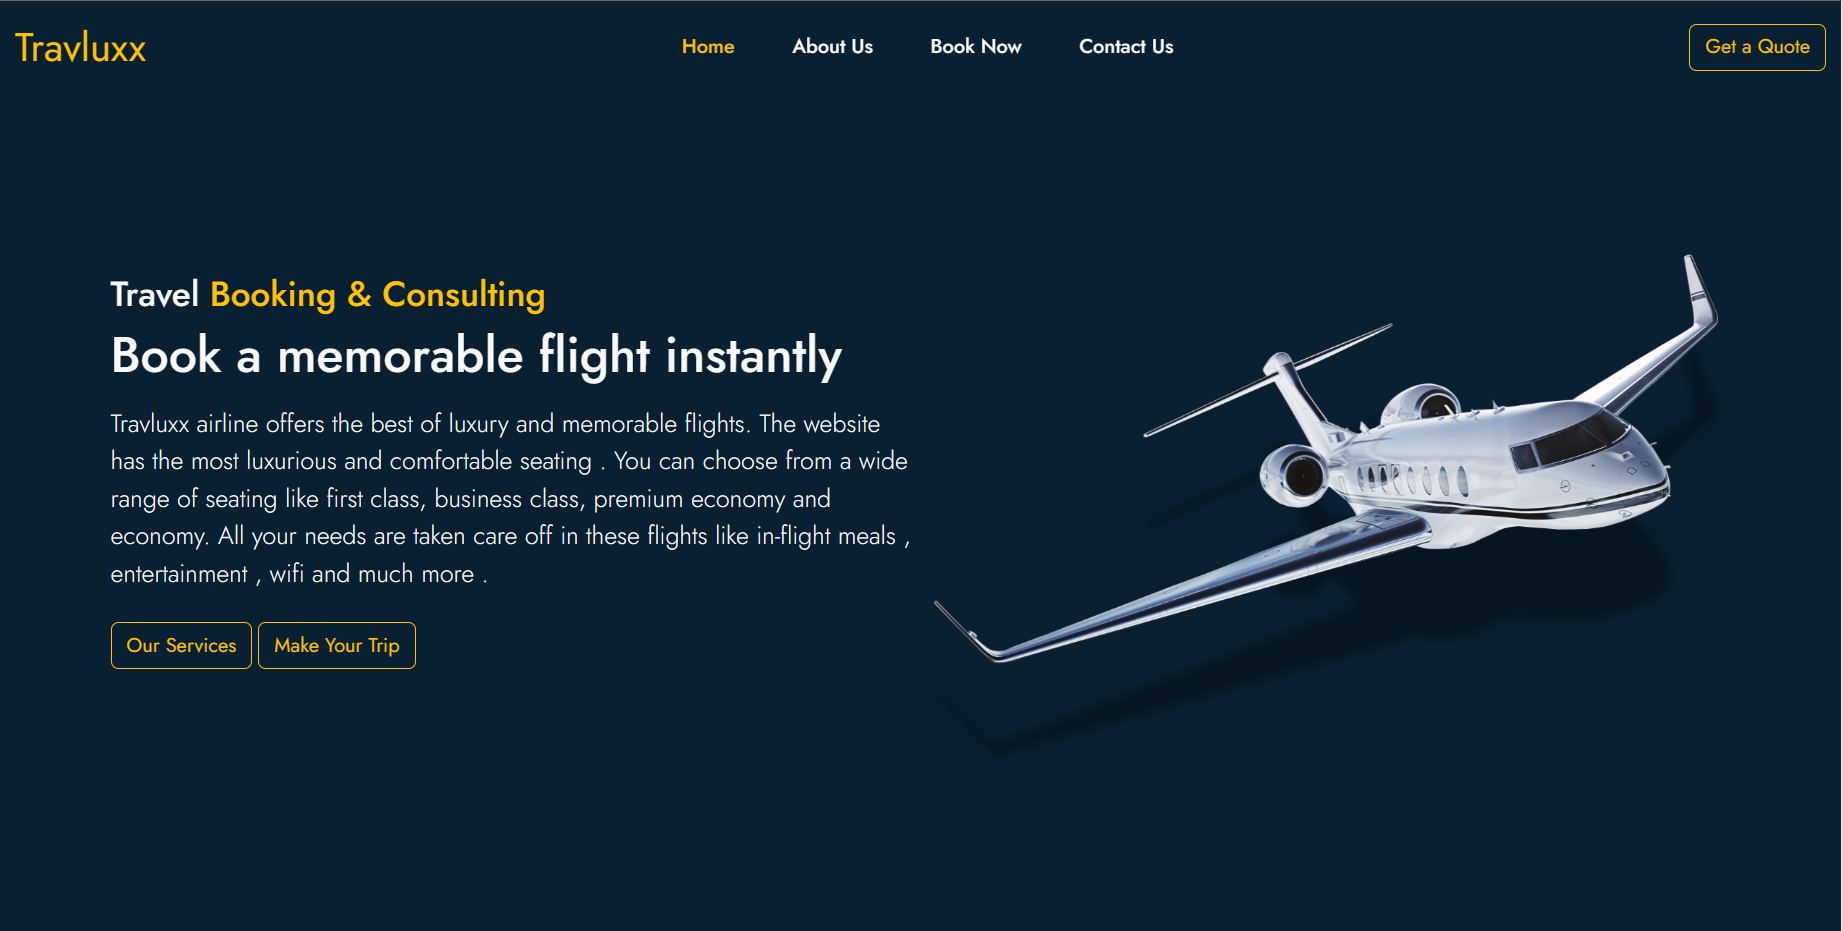 Travluxx
Home
About Us
Book Now
Contact Us
Get a Quote
Travel Booking & Consulting
Book a memorable flight instantly
Travluxx airline offers the best of luxury and memorable flights. The website
has the most luxurious and comfortable seating . You can choose from a wide
range of seating like first class, business class, premium economy and
economy. All your needs are taken care off in these flights like in-flight meals ,
entertainment , wifi and much more .
Our Services
Make Your Trip